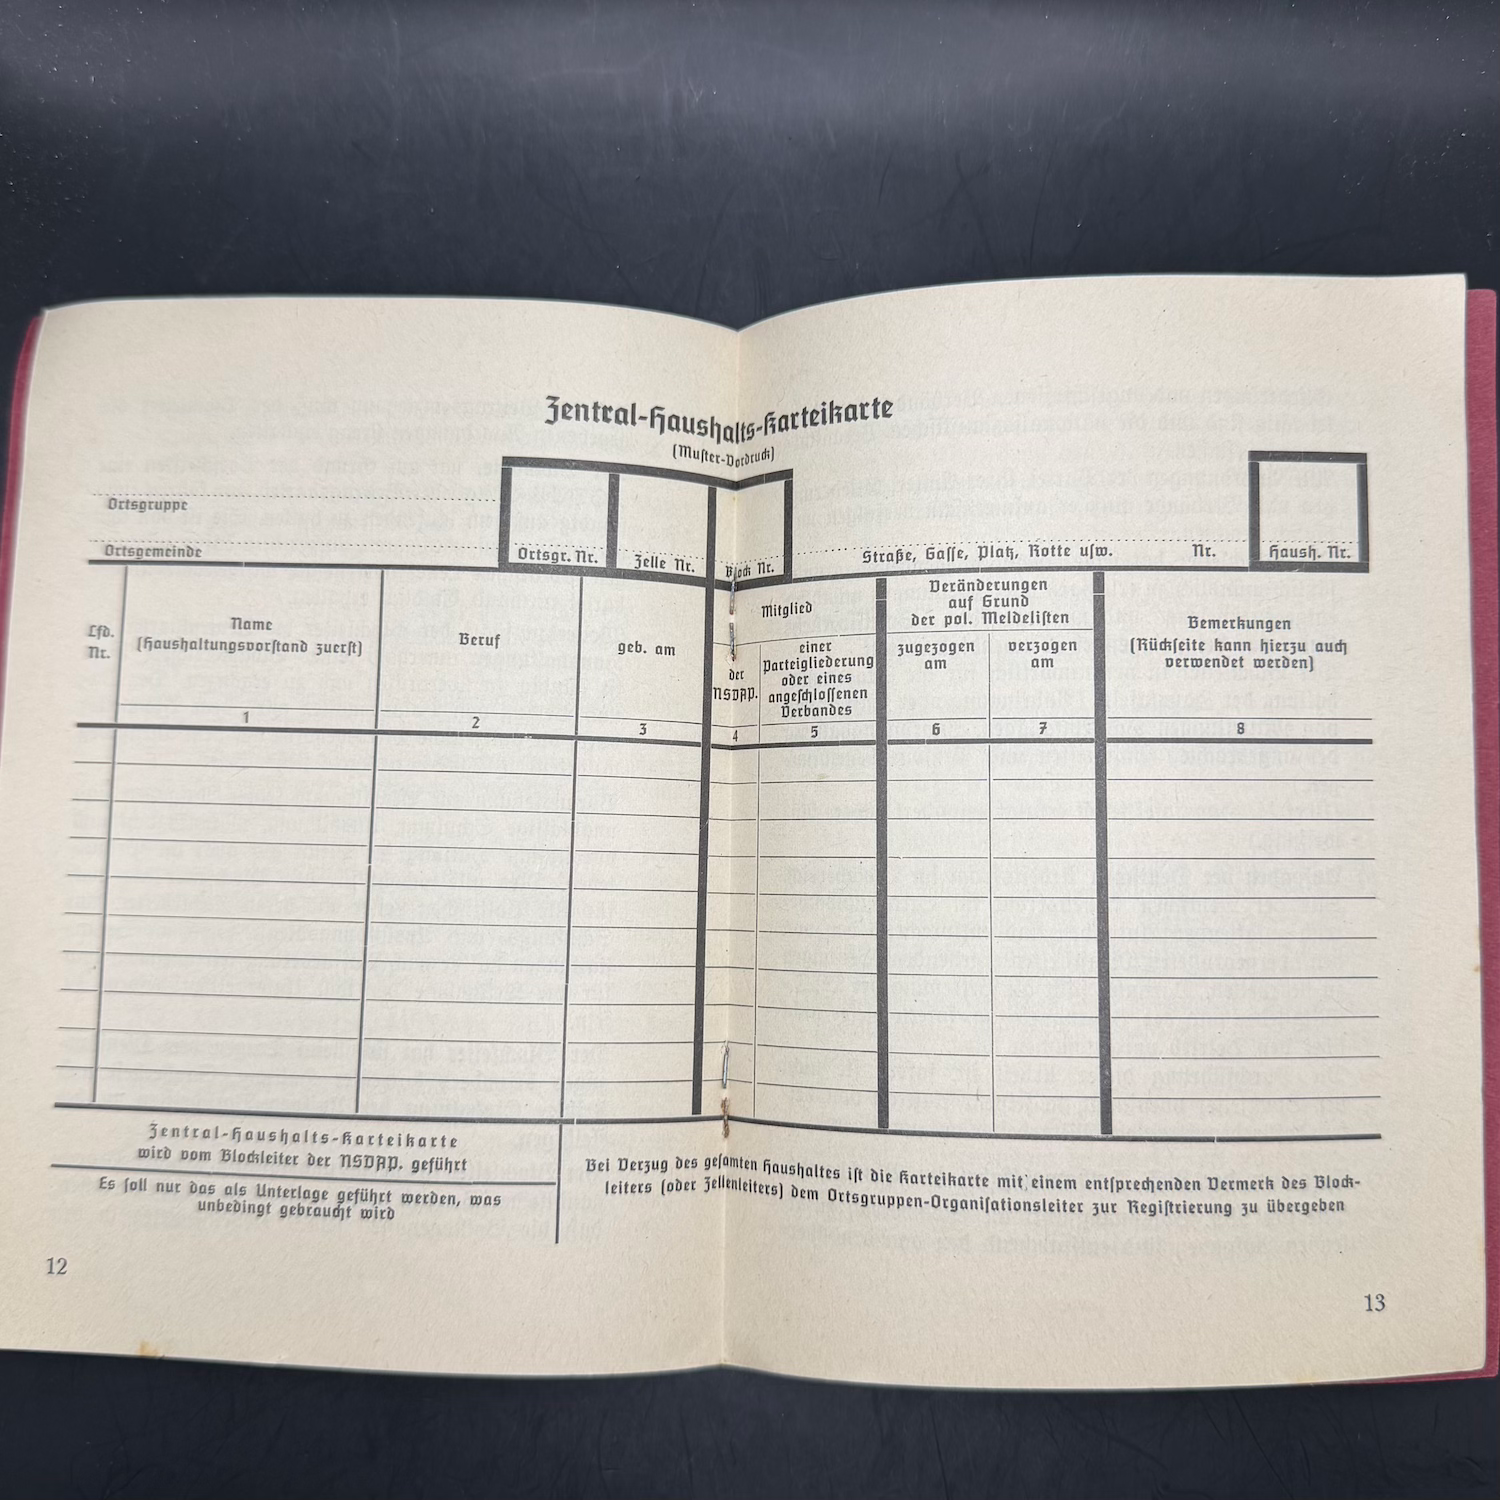 Zentral-Haushalts-Karteikarte
(Muster-Vordruck)
Ortsgruppe
Ortsgemeinde
Ortsgr. Nr.
Zelle Nr.
Block Nr.
Straße, Gasse, Platz, Rotte usw.
Nr.
Haush. Nr.
Lfd.
Nr.
Name
(Haushaltungsvorstand zuerst)
1
Beruf
2
geb. am
3
Mitglied
der
NSDAP.
4
einer
Parteigliederung
oder eines
angeschlossenen
Verbandes
5
Veränderungen
auf Grund
der pol. Meldelisten
zugezogen
am
6
verzogen
am
7
Bemerkungen
(Rückseite kann hierzu auch
verwendet werden)
8
Zentral-Haushalts-Karteikarte
wird vom Blockleiter der NSDAP. geführt
Es soll nur das als Unterlage geführt werden, was
unbedingt gebraucht wird
Bei Verzug des gesamten Haushaltes ist die Karteikarte mit einem entsprechenden Vermerk des Block-
leiters (oder Zellenleiters) dem Ortsgruppen-Organisationsleiter zur Registrierung zu übergeben
12
13